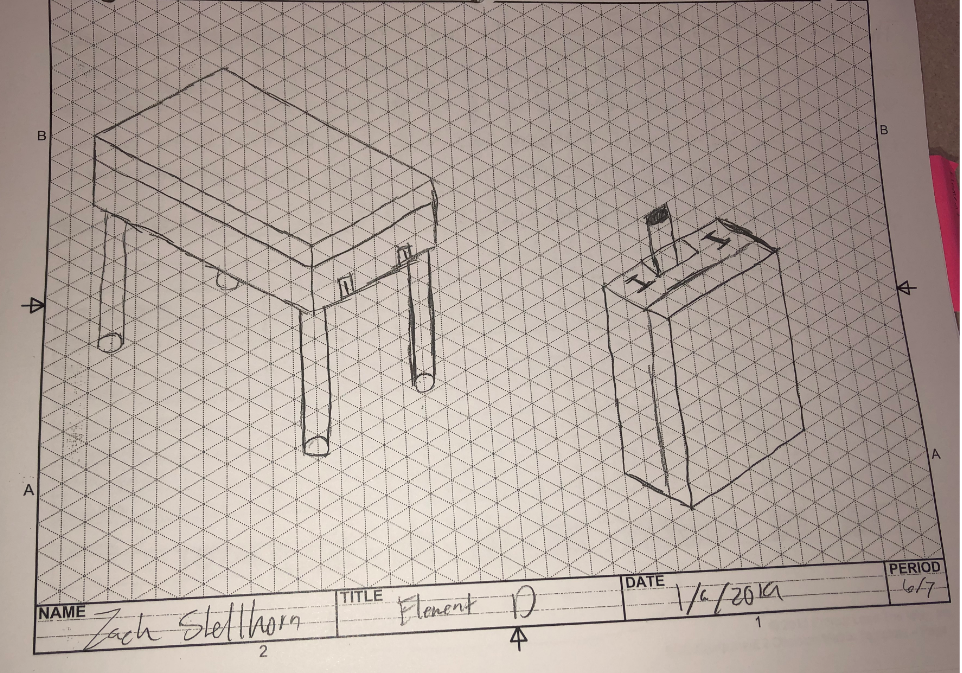 B
B
A
A
NAME Zach Stellhorn
TITLE Element D
DATE 1/6/2019
PERIOD 6/7
2
1